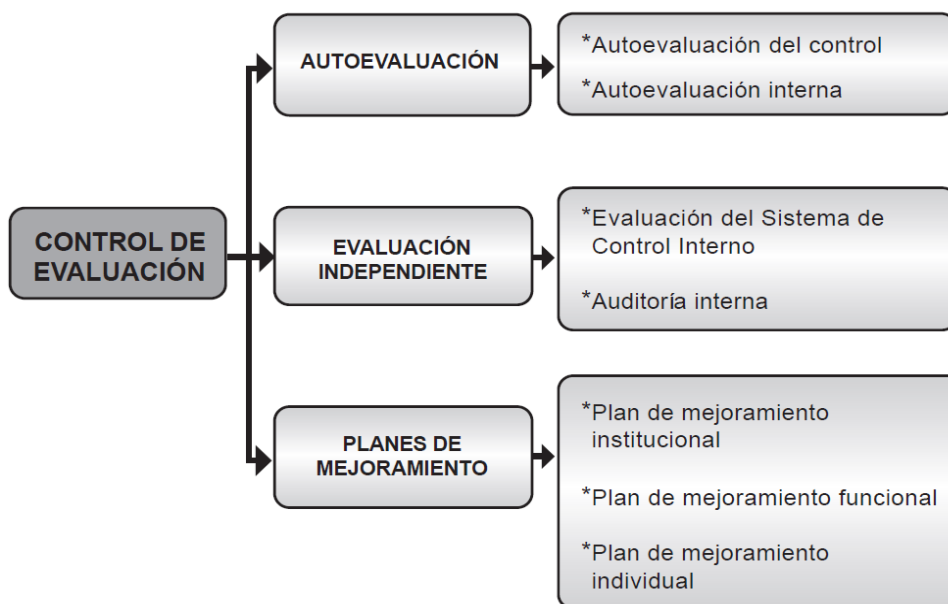 AUTOEVALUACIÓN
*Autoevaluación del control
*Autoevaluación interna
CONTROL DE
EVALUACIÓN
EVALUACIÓN
INDEPENDIENTE
*Evaluación del Sistema de
Control Interno
*Auditoría interna
PLANES DE
MEJORAMIENTO
*Plan de mejoramiento
institucional
*Plan de mejoramiento funcional
*Plan de mejoramiento
individual